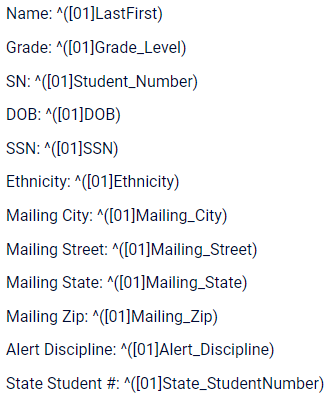 Name: ^([01]LastFirst)
Grade: ^([01]Grade_Level)
SN: ^([01]Student_Number)
DOB: ^([01]DOB)
SSN: ^([01]SSN)
Ethnicity: ^([01]Ethnicity)
Mailing City: ^([01]Mailing_City)
Mailing Street: ^([01]Mailing_Street)
Mailing State: ^([01]Mailing_State)
Mailing Zip: ^([01]Mailing_Zip)
Alert Discipline: ^([01]Alert_Discipline)
State Student #: ^([01]State_StudentNumber)